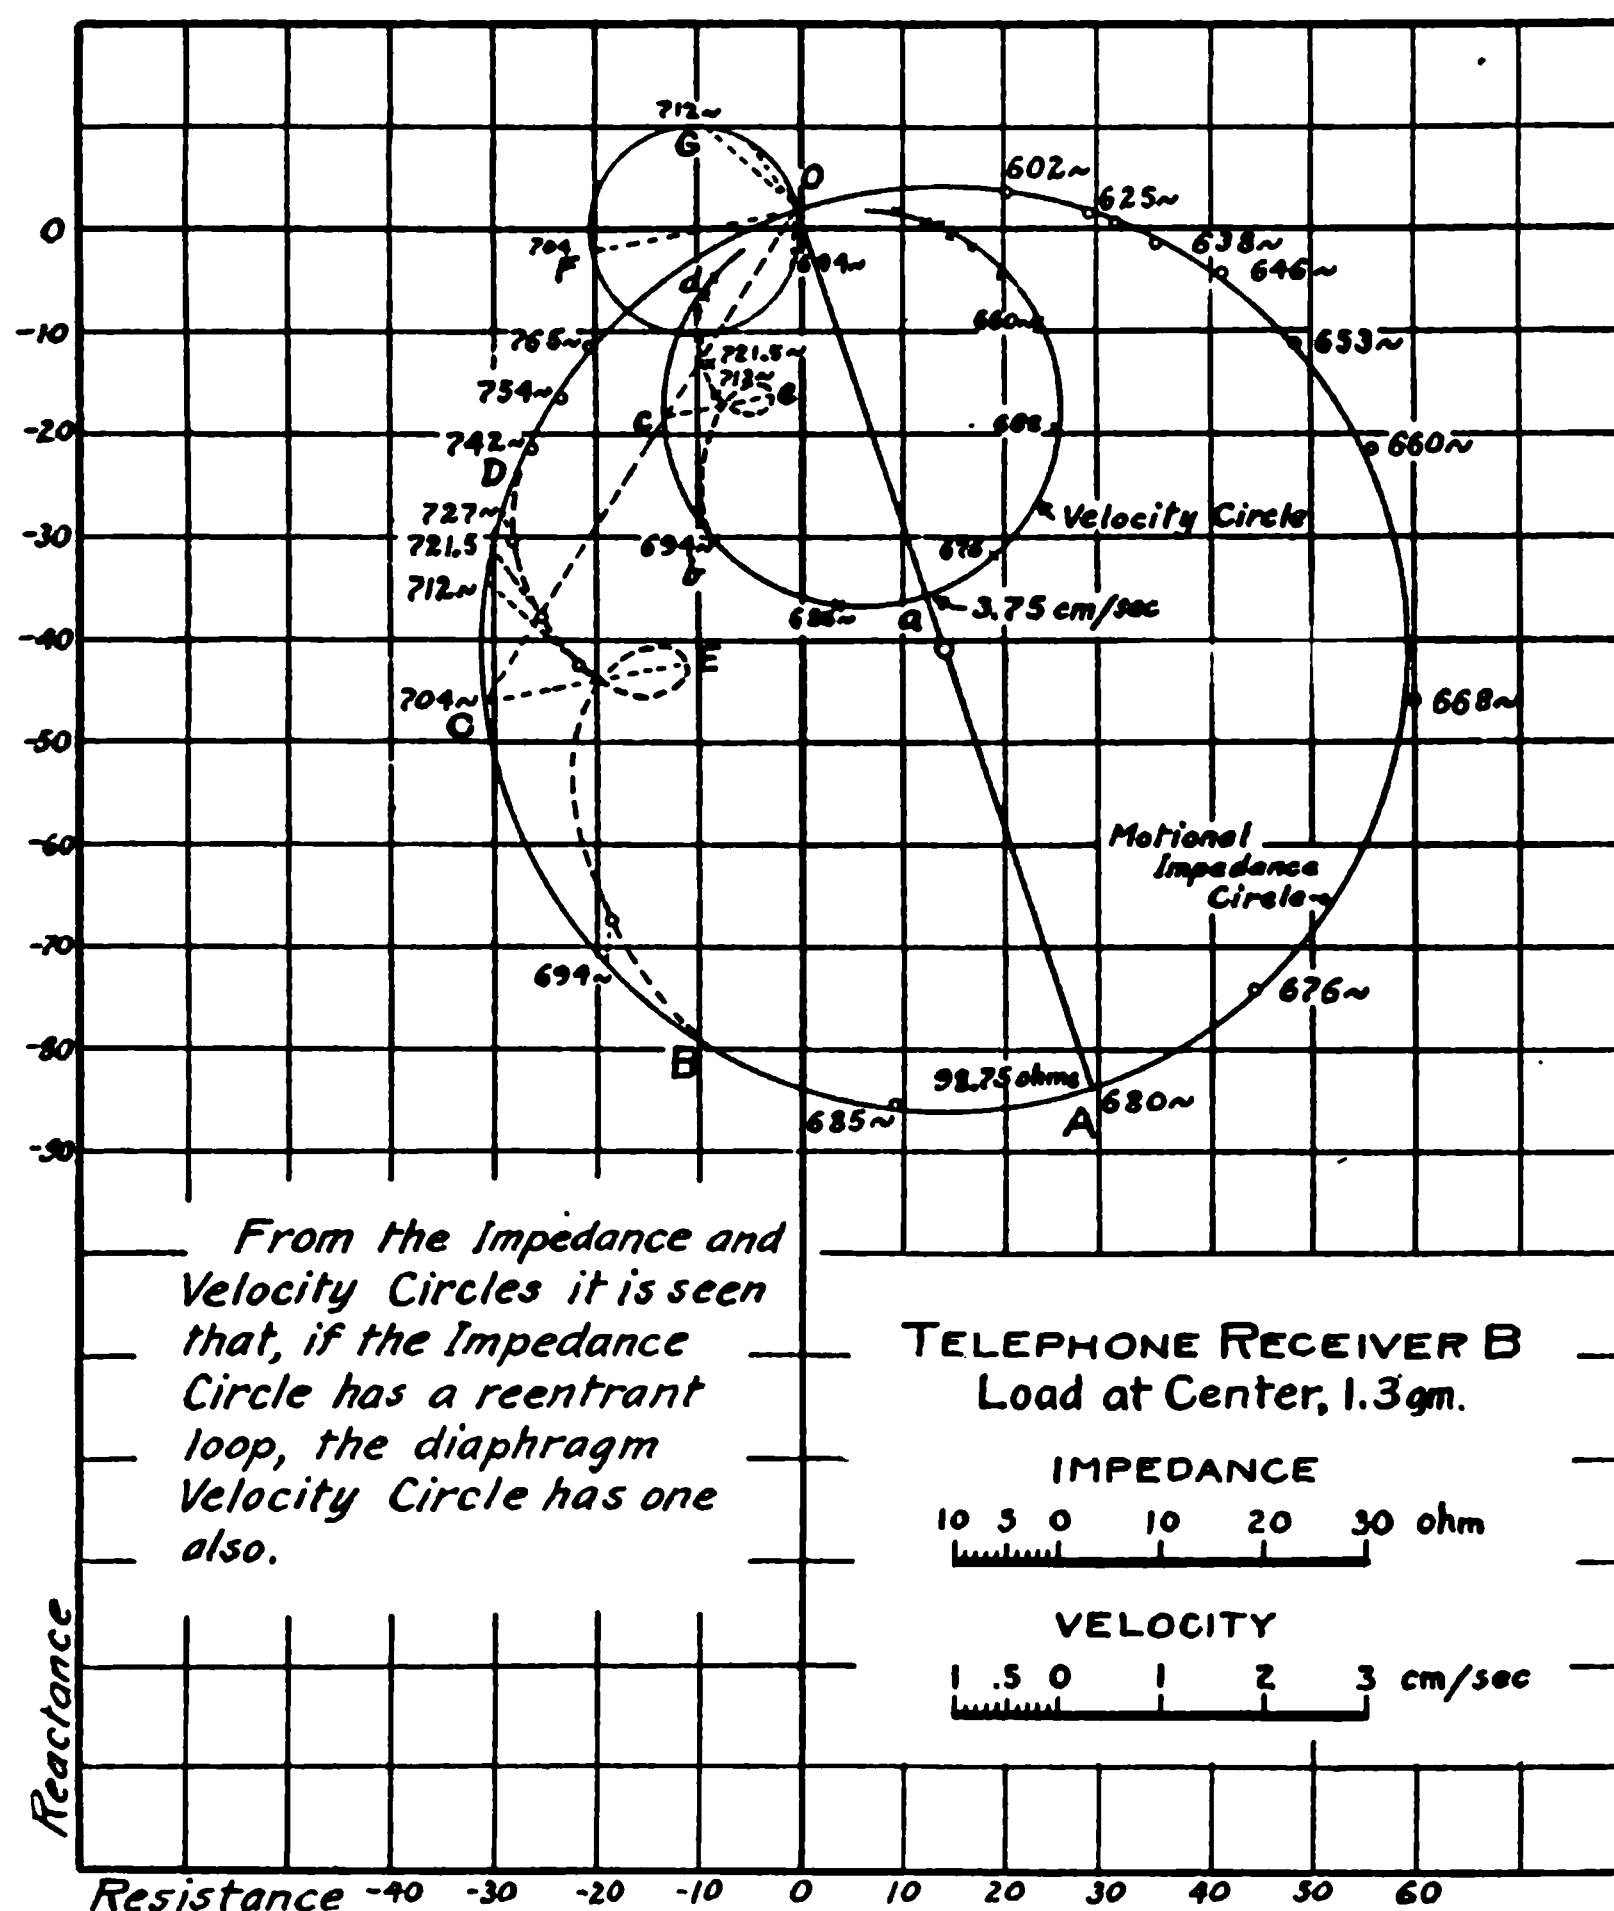 712~
G
O
602~
625~
0
704
F
694~
638~
646~
d
-10
765~
660~
653~
721.5~
712~
754~
e
c
-20
742~
668
660~
D
727~
Velocity Circle
-30
721.5
694~
676
b
712~
3.75 cm/sec
686~
a
-40
E
704~
668~
C
-50
Motional
Impedance
Circle
-60
-70
694~
676~
-80
B
98.75 ohms
680~
685~
A
-90
From the Impedance and
Velocity Circles it is seen
that, if the Impedance
Circle has a reentrant
loop, the diaphragm
Velocity Circle has one
also.
TELEPHONE RECEIVER B
Load at Center, 1.3 gm.
IMPEDANCE
10 5 0 10 20 30 ohm
VELOCITY
1 .5 0 1 2 3 cm/sec
Reactance
Resistance -40 -30 -20 -10 0 10 20 30 40 50 60